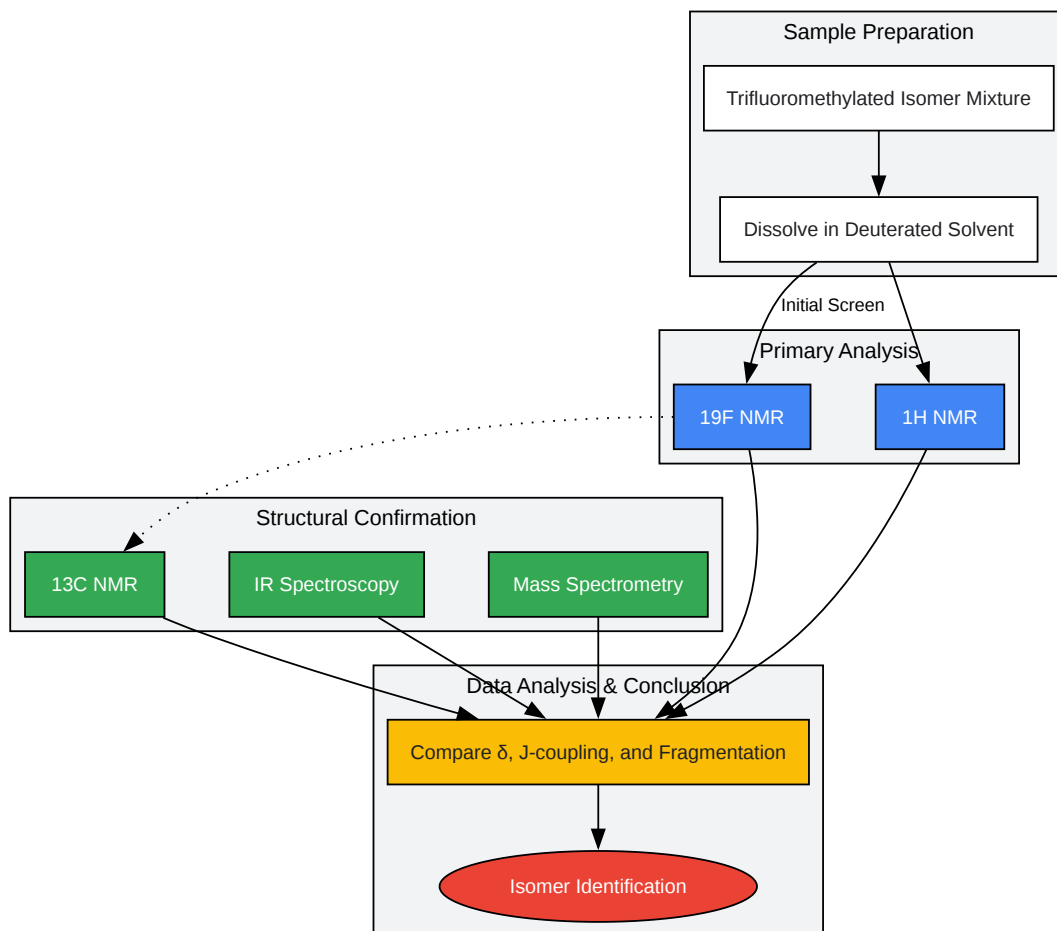 Sample Preparation
Trifluoromethylated Isomer Mixture
Dissolve in Deuterated Solvent
Initial Screen
Primary Analysis
19F NMR
1H NMR
Structural Confirmation
13C NMR
IR Spectroscopy
Mass Spectrometry
Data Analysis & Conclusion
Compare δ, J-coupling, and Fragmentation
Isomer Identification